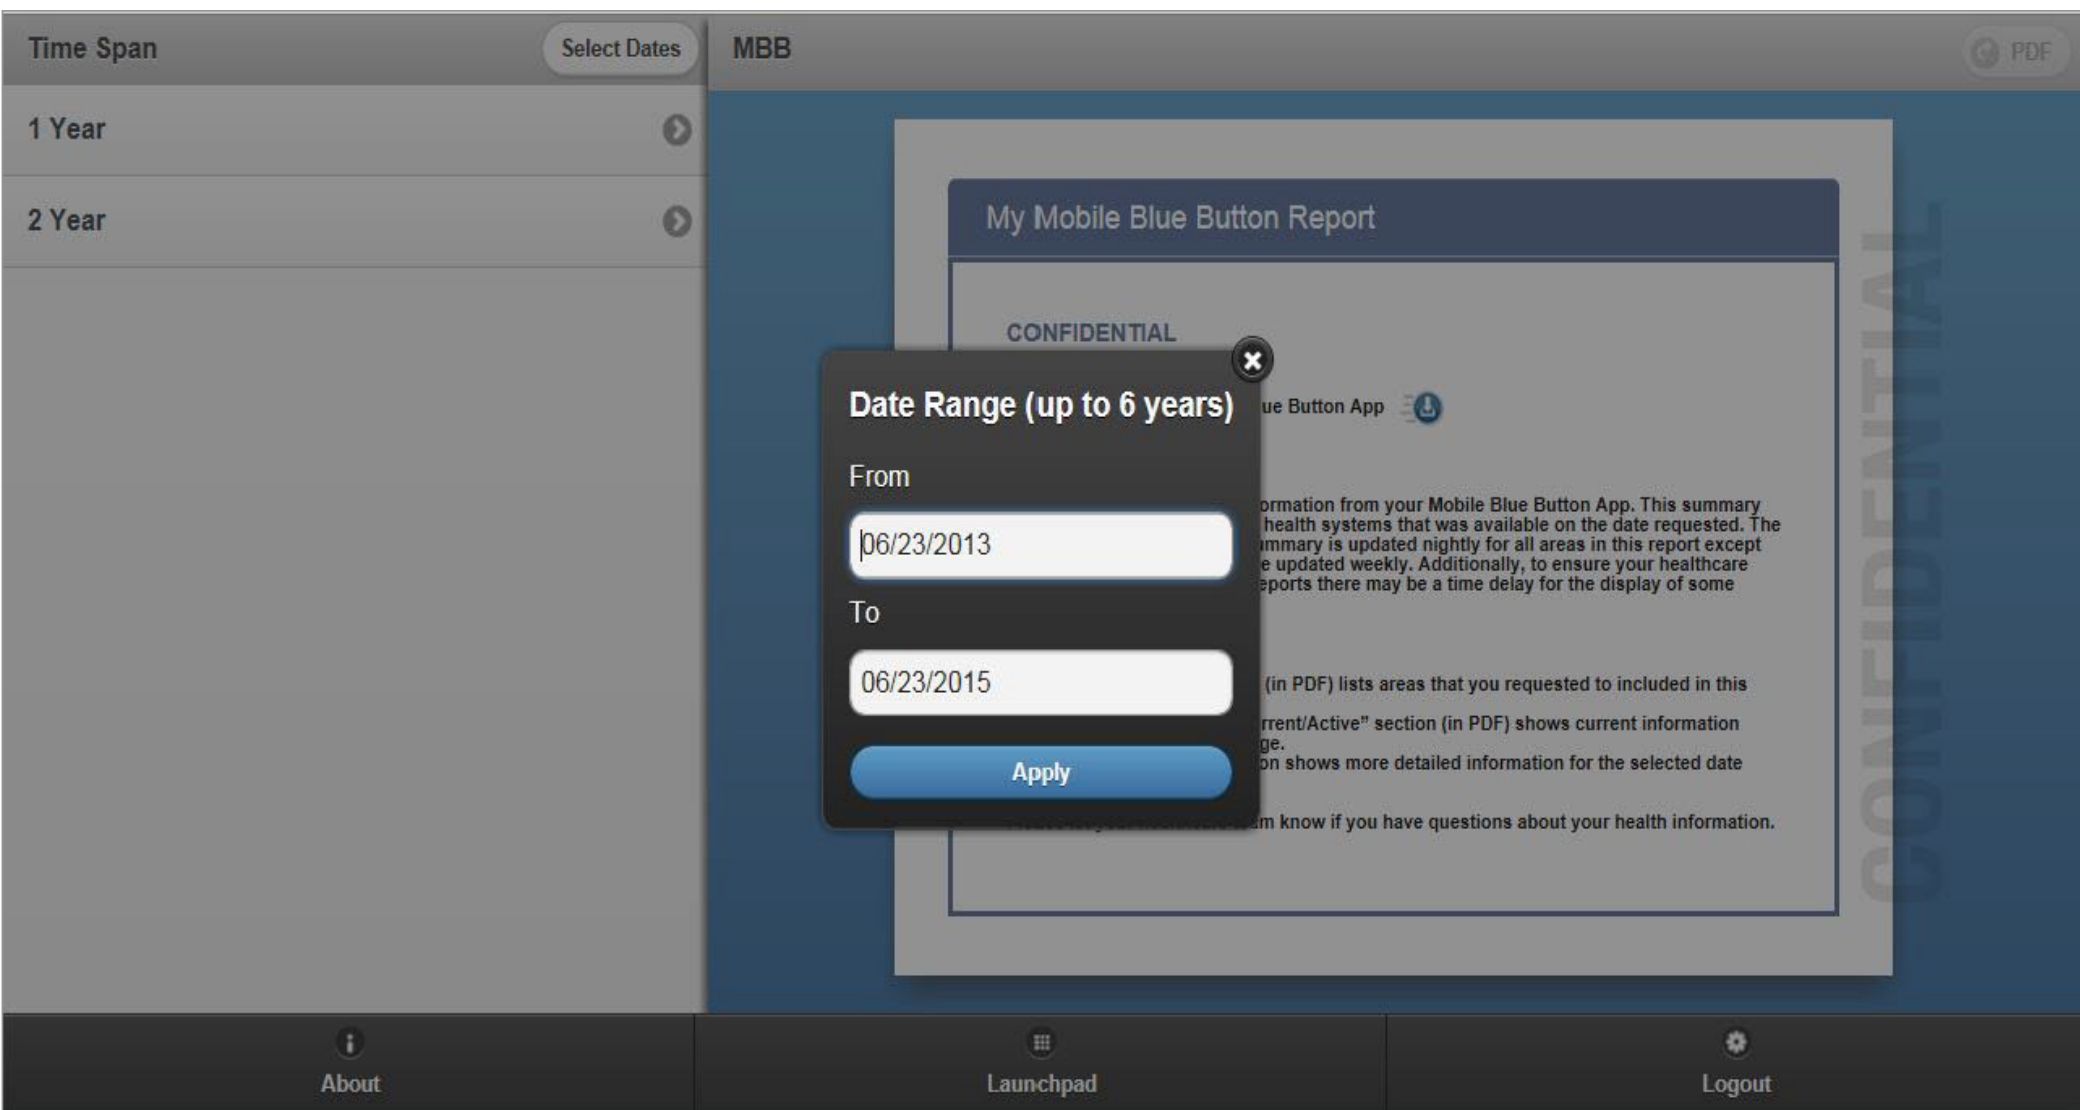 Time Span
Select Dates
MBB
PDF
1 Year
2 Year
My Mobile Blue Button Report
CONFIDENTIAL
ue Button App
ormation from your Mobile Blue Button App. This summary
health systems that was available on the date requested. The
mmary is updated nightly for all areas in this report except
e updated weekly. Additionally, to ensure your healthcare
eports there may be a time delay for the display of some
(in PDF) lists areas that you requested to included in this
rrent/Active” section (in PDF) shows current information
ge.
on shows more detailed information for the selected date
m know if you have questions about your health information.
CONFIDENTIAL
Date Range (up to 6 years)
From
06/23/2013
To
06/23/2015
Apply
About
Launchpad
Logout